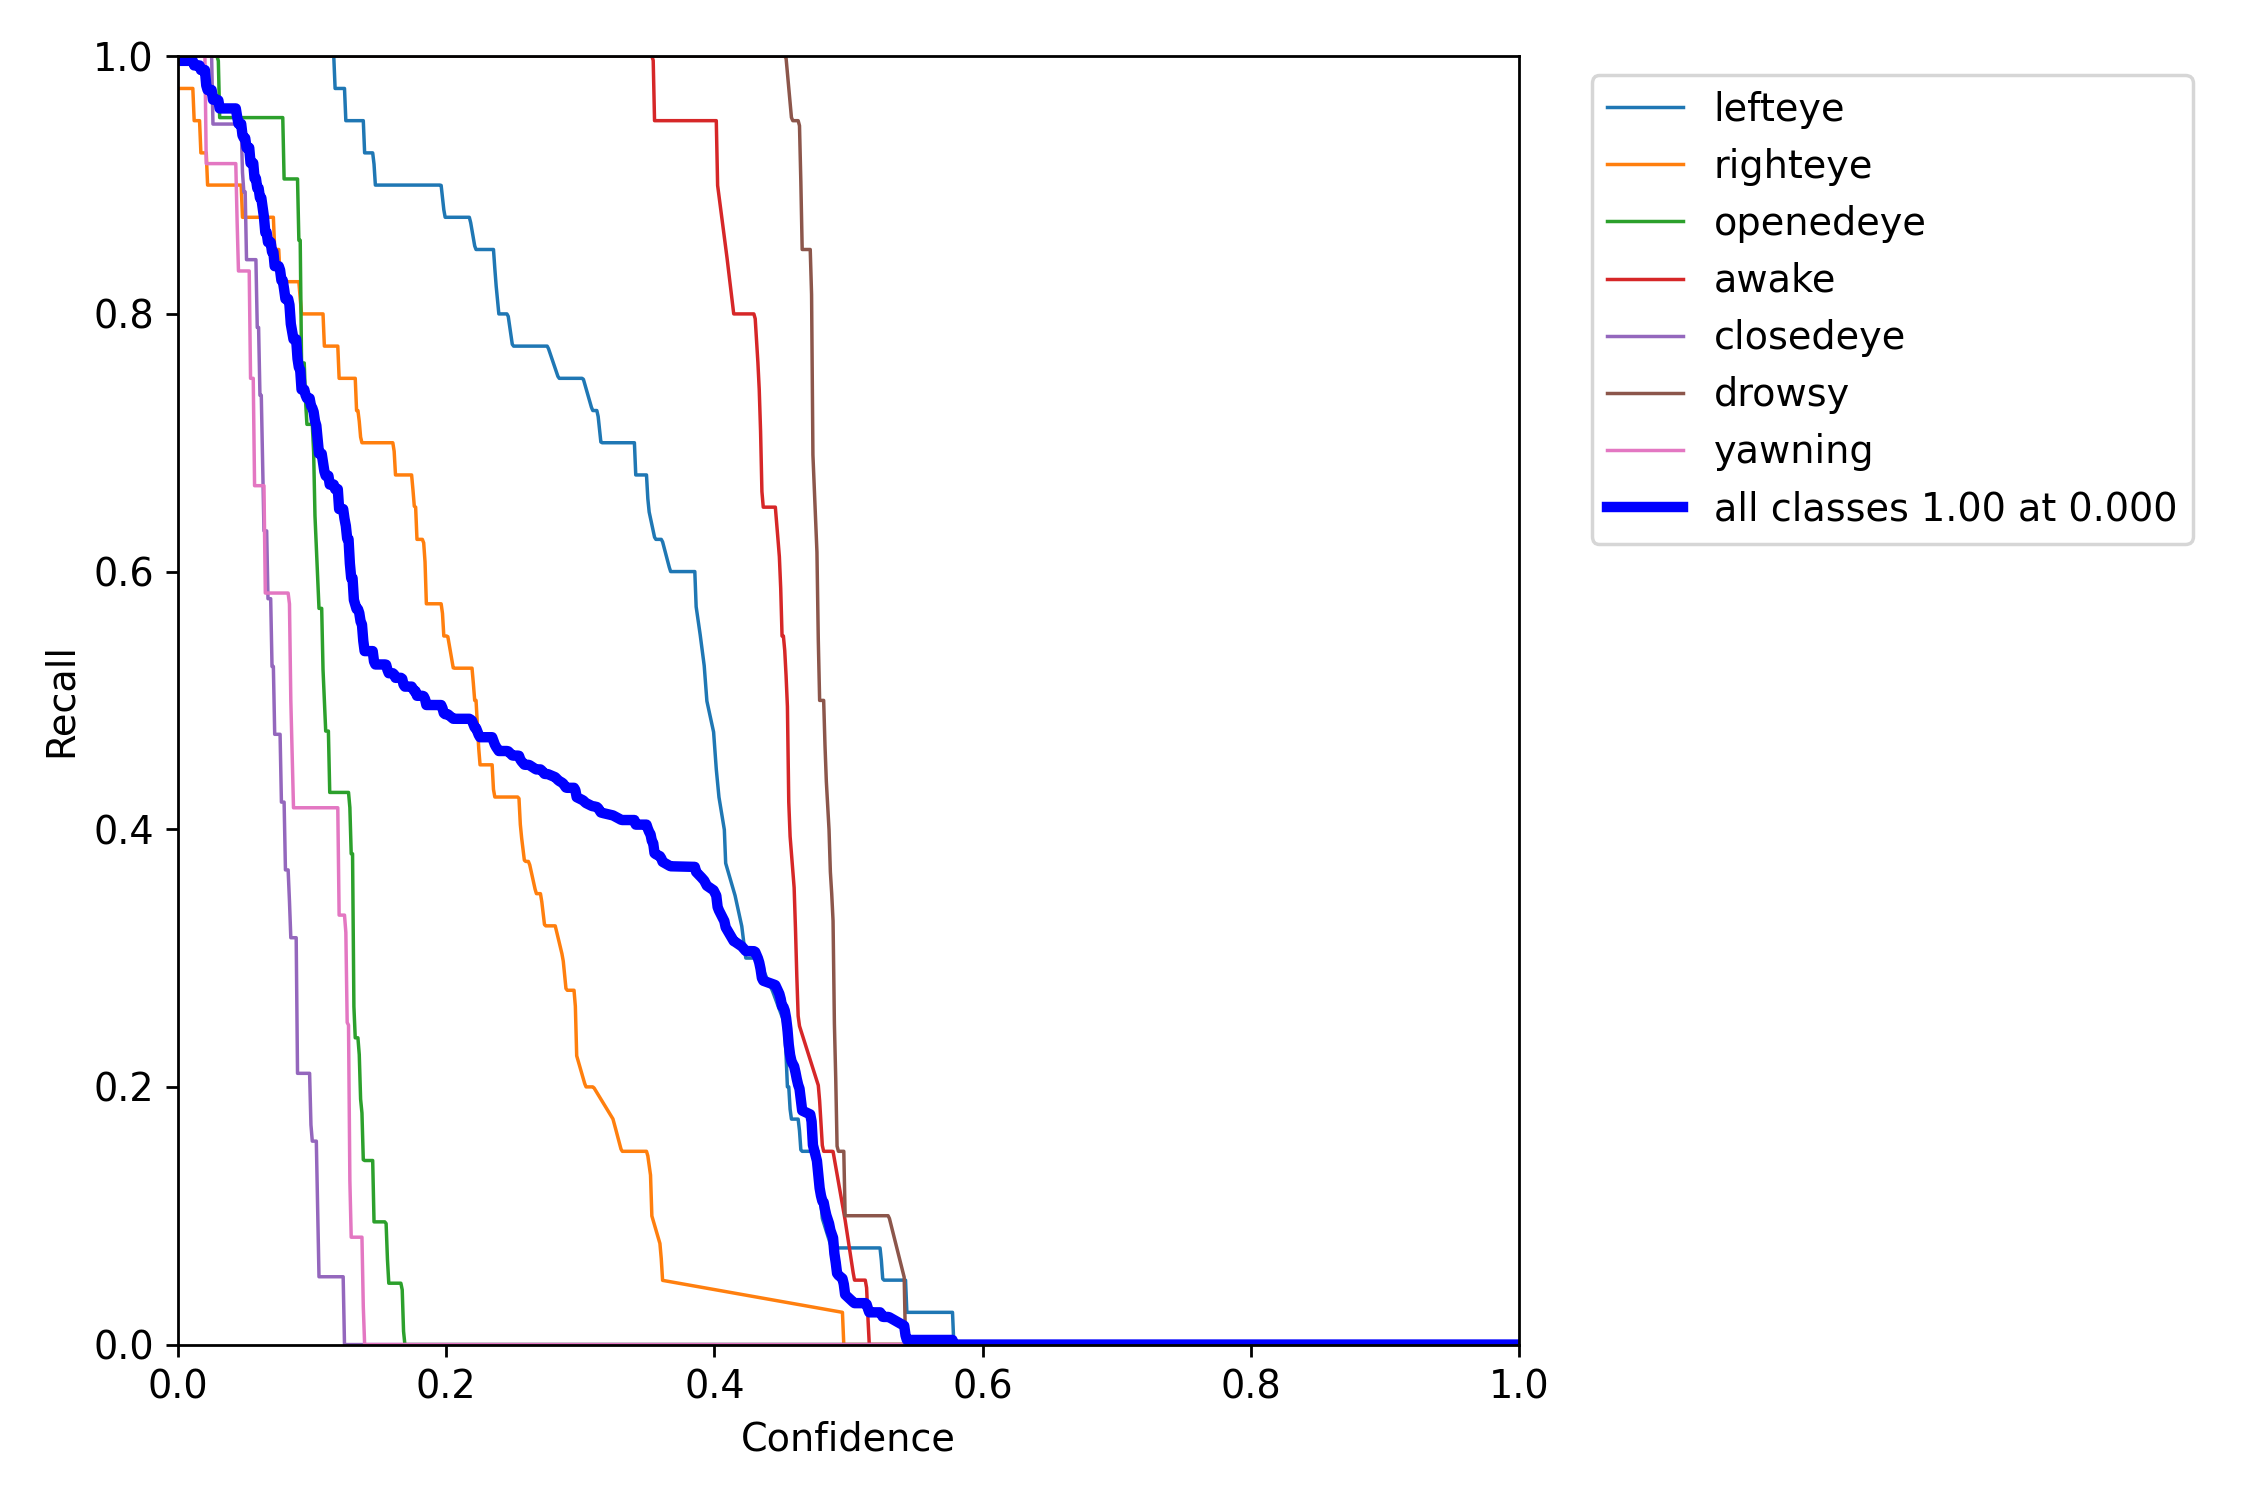 1.0
0.8
0.6
0.4
0.2
0.0
Recall
0.0 0.2 0.4 0.6 0.8 1.0
Confidence
lefteye
righteye
openedeye
awake
closedeye
drowsy
yawning
all classes 1.00 at 0.000